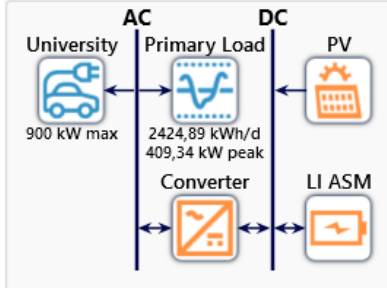 AC DC
University Primary Load PV
900 kW max 2424,89 kWh/d
409,34 kW peak
Converter LI ASM